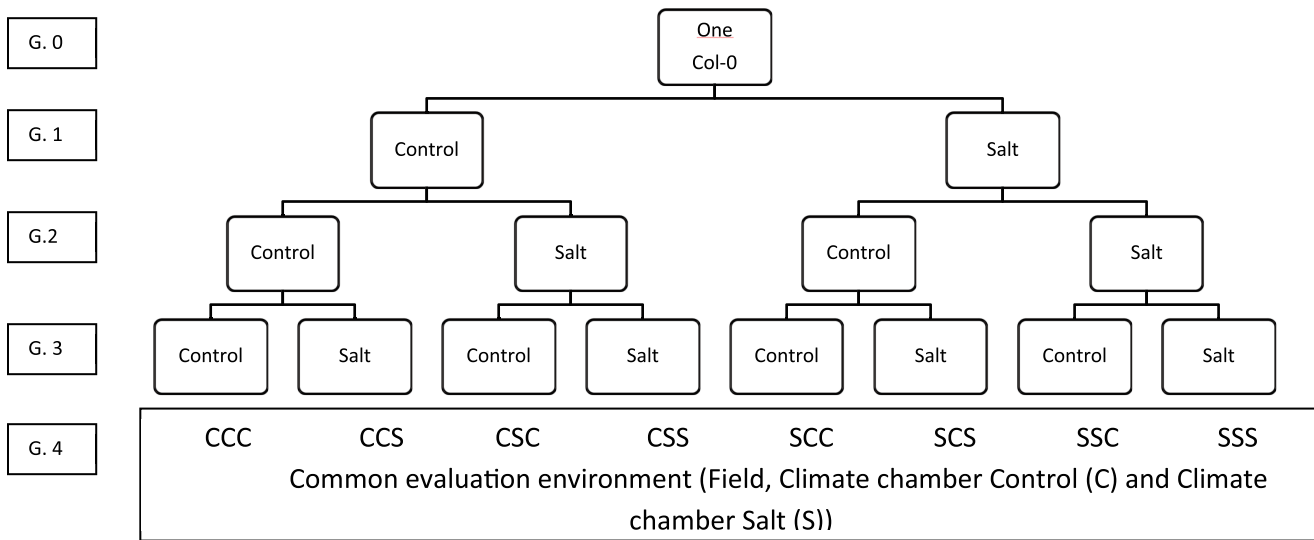 G. 0
One
Col-0
G. 1
Control
Salt
G.2
Control
Salt
Control
Salt
G. 3
Control
Salt
Control
Salt
Control
Salt
Control
Salt
G. 4
CCC CCS CSC CSS SCC SCS SSC SSS
Common evaluation environment (Field, Climate chamber Control (C) and Climate
chamber Salt (S))